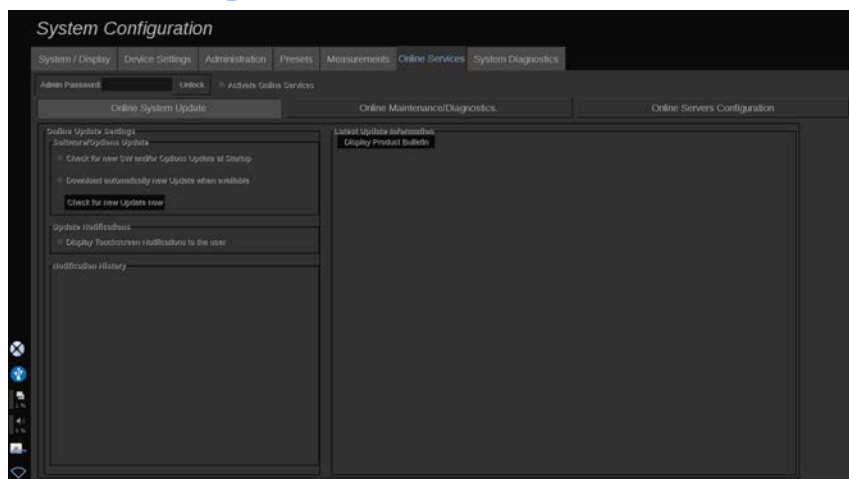 System Configuration
System / Display Device Settings Administration Presets Measurements Online Services System Diagnostics
Admin Password: Unlock Activate Online Services
Online System Update Online Maintenance/Diagnostics. Online Servers Configuration
Online Update Settings
Software/Options Update
Check for new SW and/or Options Update at Startup
Download automatically new Update when available
Check for new Update now
Update Notifications
Display Touchscreen Notifications to the user
Notification History
Latest Update Information
Display Product Bulletin